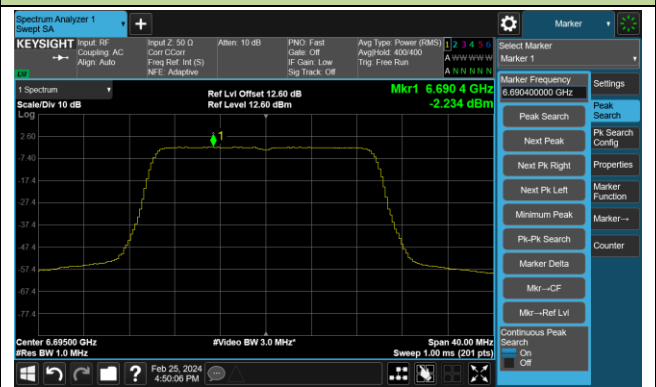 Spectrum Analyzer 1
Swept SA
+
Marker
KEYSIGHT
Input: RF
Coupling: AC
Align: Auto
Input Z: 50 Ω
Corr CCorr
Freq Ref: Int (S)
NFE: Adaptive
Atten: 10 dB
PNO: Fast
Gate: Off
IF Gain: Low
Sig Track: Off
Avg Type: Power (RMS)
Avg|Hold: 400/400
Trig: Free Run
1 2 3 4 5 6
A W W W W W
A N N N N N
Select Marker
Marker 1
1 Spectrum
Scale/Div 10 dB
Log
Ref Lvl Offset 12.60 dB
Ref Level 12.60 dBm
Mkr1 6.690 4 GHz
-2.234 dBm
1
2.60
-7.40
-17.4
-27.4
-37.4
-47.4
-57.4
-67.4
-77.4
Center 6.69500 GHz
#Res BW 1.0 MHz
#Video BW 3.0 MHz*
Span 40.00 MHz
Sweep 1.00 ms (201 pts)
Marker Frequency
6.690400000 GHz
Peak Search
Next Peak
Next Pk Right
Next Pk Left
Minimum Peak
Pk-Pk Search
Marker Delta
Mkr→CF
Mkr→Ref Lvl
Continuous Peak
Search
On
Off
Settings
Peak
Search
Pk Search
Config
Properties
Marker
Function
Marker→
Counter
?
Feb 25, 2024
4:50:06 PM